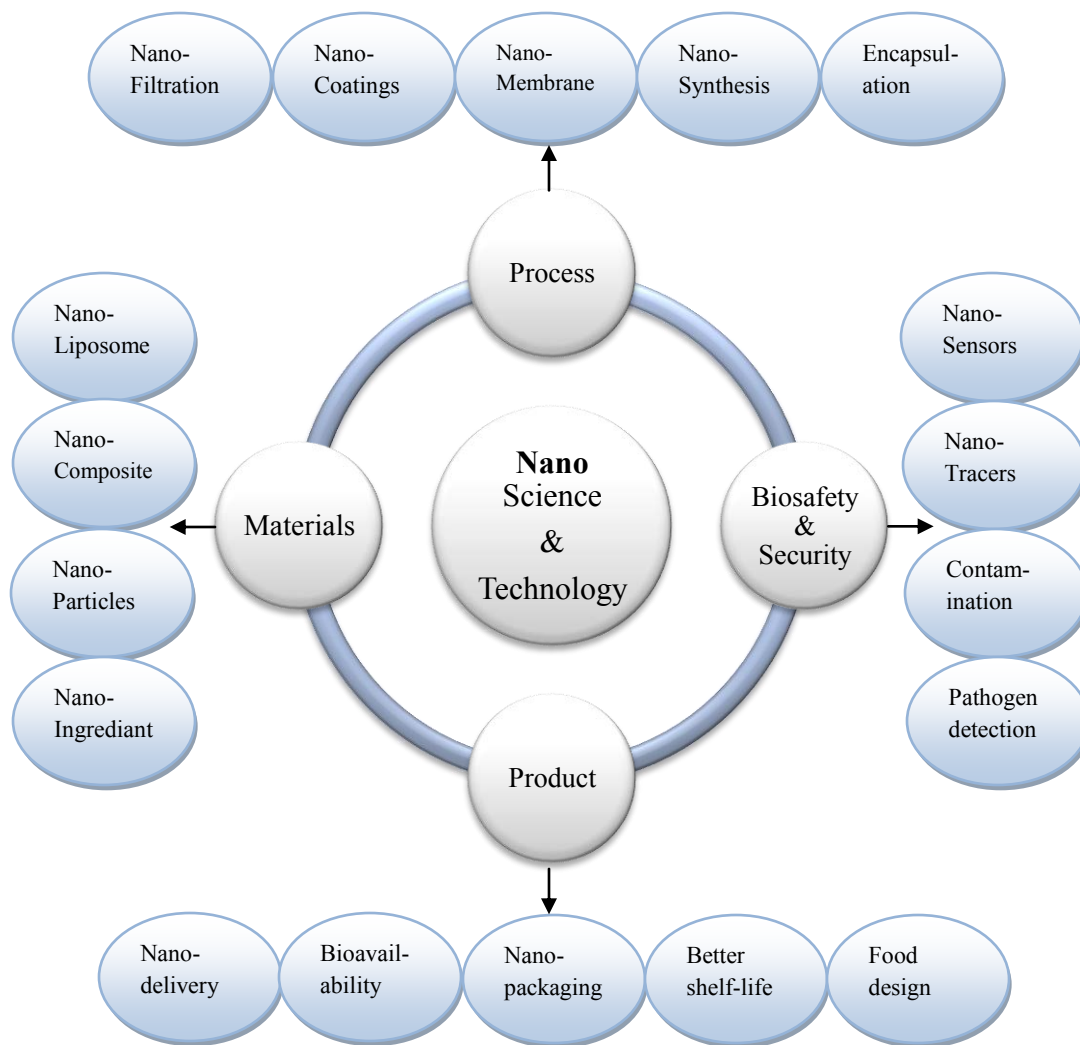 Nano-
Filtration
Nano-
Coatings
Nano-
Membrane
Nano-
Synthesis
Encapsul-
ation
Process
Nano-
Liposome
Nano-
Composite
Nano-
Particles
Nano-
Ingrediant
Materials
Nano
Science
&
Technology
Biosafety
&
Security
Nano-
Sensors
Nano-
Tracers
Contam-
ination
Pathogen
detection
Product
Nano-
delivery
Bioavail-
ability
Nano-
packaging
Better
shelf-life
Food
design